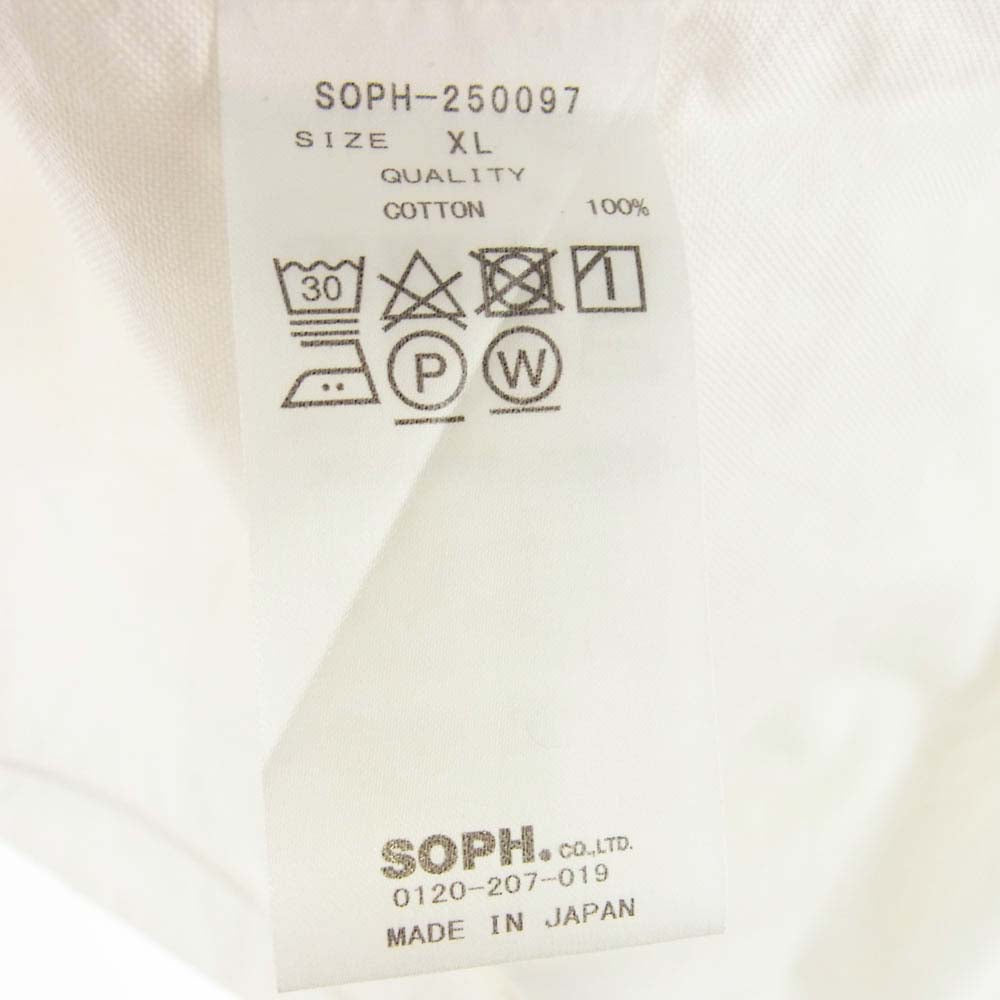 SOPH-250097
SIZE XL
QUALITY
COTTON 100%
30
P W
SOPH. CO.,LTD.
0120-207-019
MADE IN JAPAN